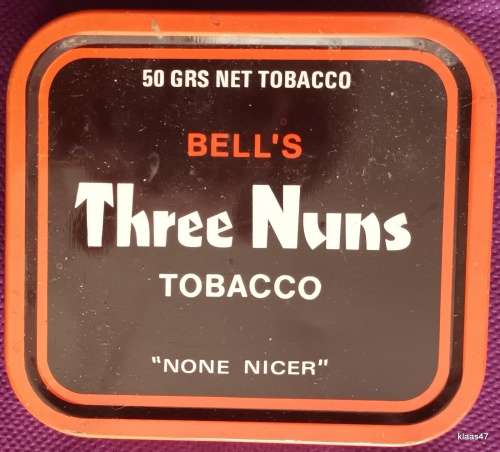 50 GRS NET TOBACCO
BELL'S
Three Nuns
TOBACCO
"NONE NICER"
klaas47